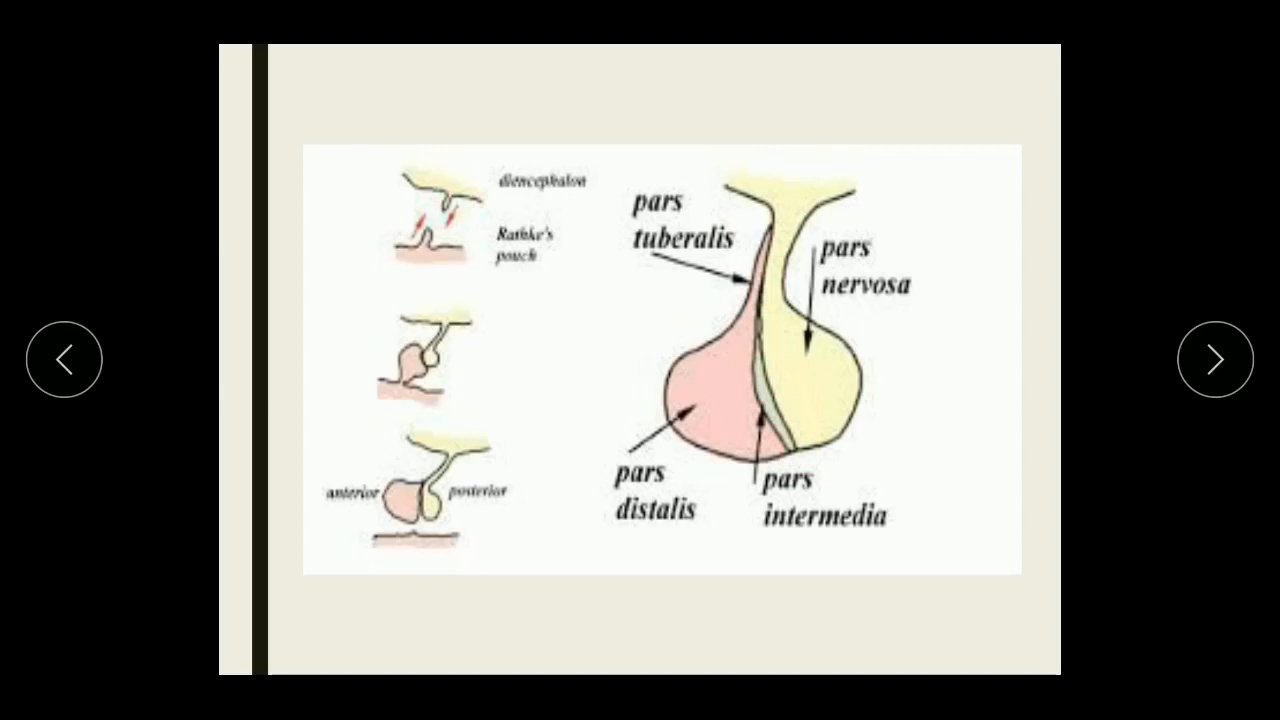 diencephalon
Rathke's
pouch
anterior
posterior
pars
tuberalis
pars
nervosa
pars
distalis
pars
intermedia